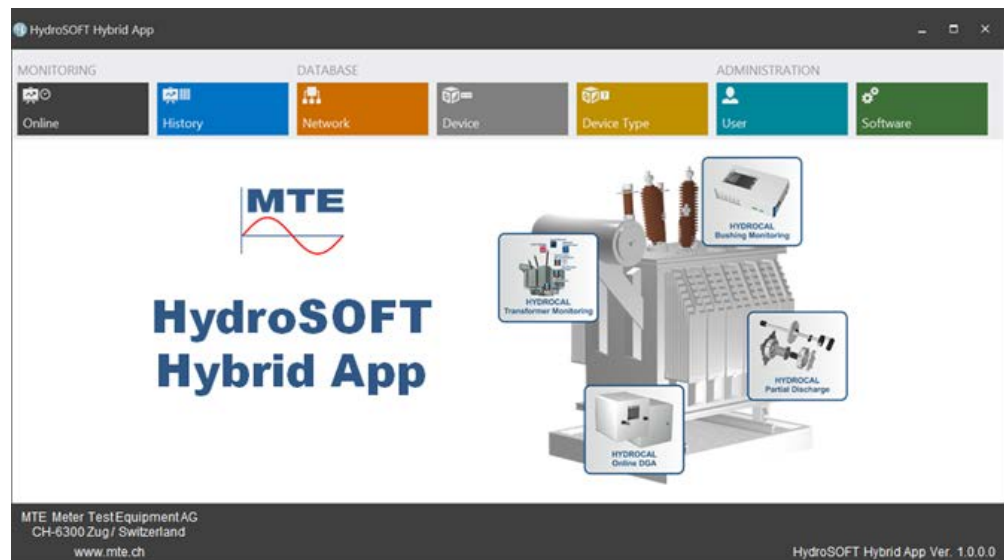 HydroSOFT Hybrid App
MONITORING
DATABASE
ADMINISTRATION
Online
History
Network
Device
Device Type
User
Software
MTE
HydroSOFT
Hybrid App
HYDROCAL
Bushing Monitoring
HYDROCAL
Transformer Monitoring
HYDROCAL
Partial Discharge
HYDROCAL
Online DGA
MTE Meter Test Equipment AG
CH-6300 Zug / Switzerland
www.mte.ch
HydroSOFT Hybrid App Ver. 1.0.0.0